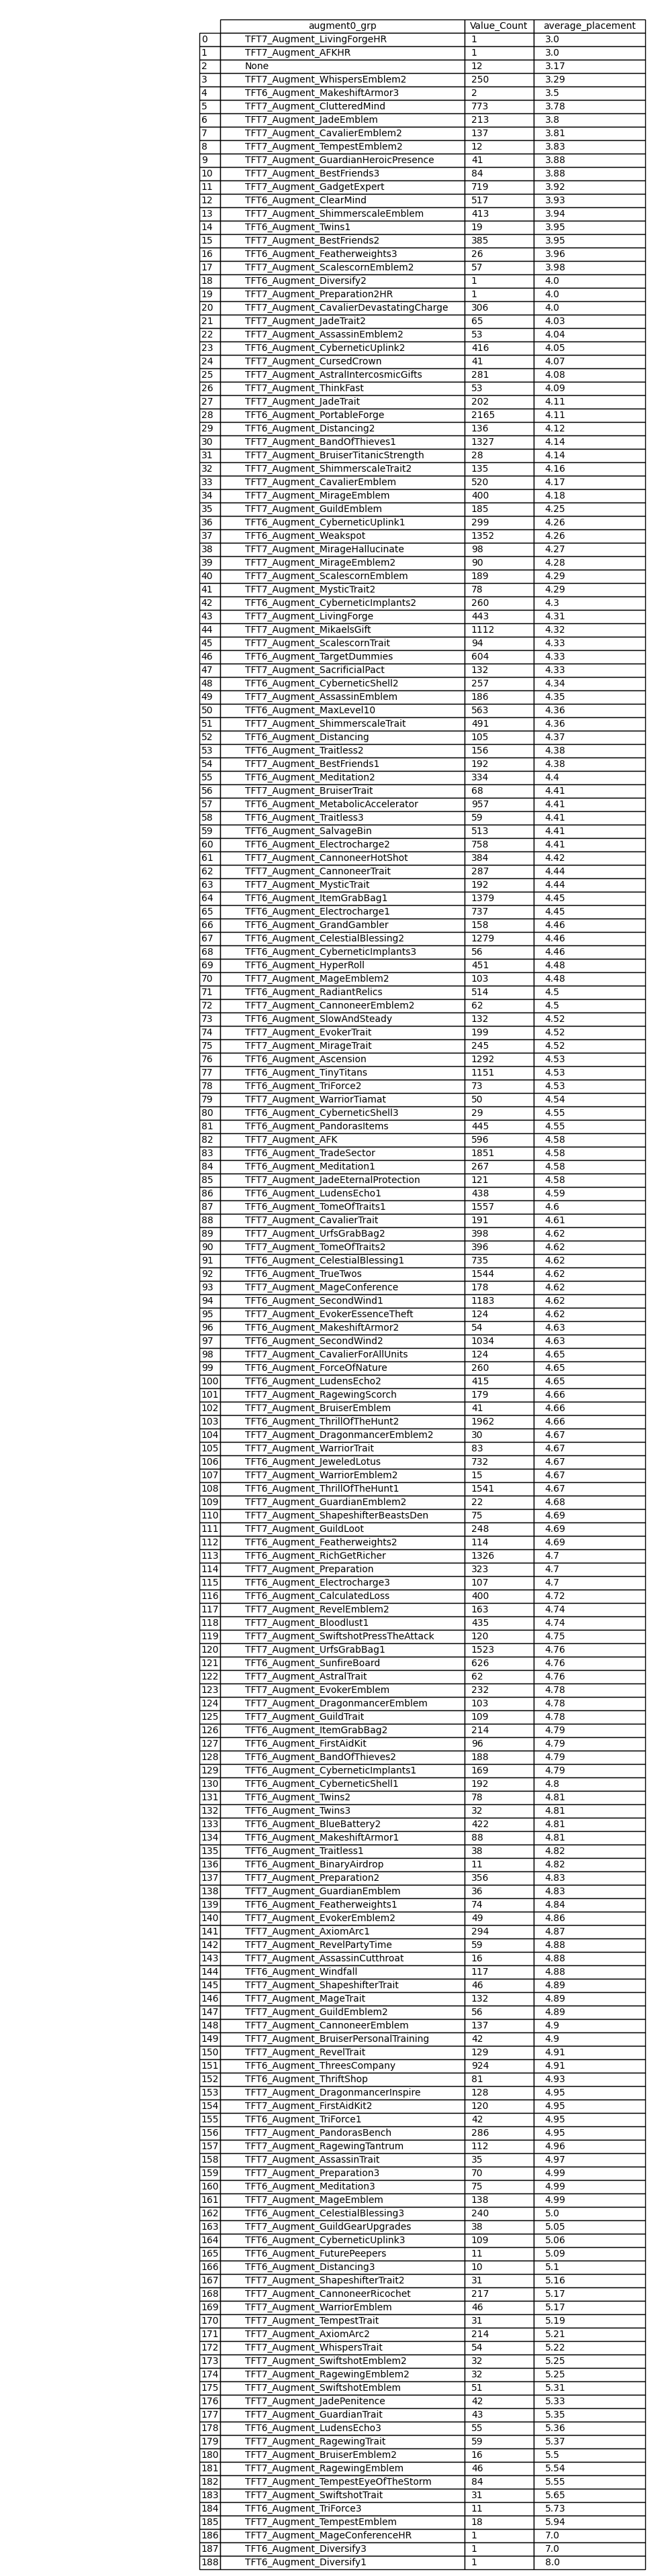 augment0_grp Value_Count average_placement
0 TFT7_Augment_LivingForgeHR 1 3.0
1 TFT7_Augment_AFKHR 1 3.0
2 None 12 3.17
3 TFT7_Augment_WhispersEmblem2 250 3.29
4 TFT6_Augment_MakeshiftArmor3 2 3.5
5 TFT7_Augment_ClutteredMind 773 3.78
6 TFT7_Augment_JadeEmblem 213 3.8
7 TFT7_Augment_CavalierEmblem2 137 3.81
8 TFT7_Augment_TempestEmblem2 12 3.83
9 TFT7_Augment_GuardianHeroicPresence 41 3.88
10 TFT7_Augment_BestFriends3 84 3.88
11 TFT7_Augment_GadgetExpert 719 3.92
12 TFT6_Augment_ClearMind 517 3.93
13 TFT7_Augment_ShimmerscaleEmblem 413 3.94
14 TFT6_Augment_Twins1 19 3.95
15 TFT7_Augment_BestFriends2 385 3.95
16 TFT6_Augment_Featherweights3 26 3.96
17 TFT7_Augment_ScalescornEmblem2 57 3.98
18 TFT6_Augment_Diversify2 1 4.0
19 TFT7_Augment_Preparation2HR 1 4.0
20 TFT7_Augment_CavalierDevastatingCharge 306 4.0
21 TFT7_Augment_JadeTrait2 65 4.03
22 TFT7_Augment_AssassinEmblem2 53 4.04
23 TFT6_Augment_CyberneticUplink2 416 4.05
24 TFT7_Augment_CursedCrown 41 4.07
25 TFT7_Augment_AstralIntercosmicGifts 281 4.08
26 TFT7_Augment_ThinkFast 53 4.09
27 TFT7_Augment_JadeTrait 202 4.11
28 TFT6_Augment_PortableForge 2165 4.11
29 TFT6_Augment_Distancing2 136 4.12
30 TFT7_Augment_BandOfThieves1 1327 4.14
31 TFT7_Augment_BruiserTitanicStrength 28 4.14
32 TFT7_Augment_ShimmerscaleTrait2 135 4.16
33 TFT7_Augment_CavalierEmblem 520 4.17
34 TFT7_Augment_MirageEmblem 400 4.18
35 TFT7_Augment_GuildEmblem 185 4.25
36 TFT6_Augment_CyberneticUplink1 299 4.26
37 TFT6_Augment_Weakspot 1352 4.26
38 TFT7_Augment_MirageHallucinate 98 4.27
39 TFT7_Augment_MirageEmblem2 90 4.28
40 TFT7_Augment_ScalescornEmblem 189 4.29
41 TFT7_Augment_MysticTrait2 78 4.29
42 TFT6_Augment_CyberneticImplants2 260 4.3
43 TFT7_Augment_LivingForge 443 4.31
44 TFT7_Augment_MikaelsGift 1112 4.32
45 TFT7_Augment_ScalescornTrait 94 4.33
46 TFT6_Augment_TargetDummies 604 4.33
47 TFT7_Augment_SacrificialPact 132 4.33
48 TFT6_Augment_CyberneticShell2 257 4.34
49 TFT7_Augment_AssassinEmblem 186 4.35
50 TFT6_Augment_MaxLevel10 563 4.36
51 TFT7_Augment_ShimmerscaleTrait 491 4.36
52 TFT6_Augment_Distancing 105 4.37
53 TFT6_Augment_Traitless2 156 4.38
54 TFT7_Augment_BestFriends1 192 4.38
55 TFT6_Augment_Meditation2 334 4.4
56 TFT7_Augment_BruiserTrait 68 4.41
57 TFT6_Augment_MetabolicAccelerator 957 4.41
58 TFT6_Augment_Traitless3 59 4.41
59 TFT6_Augment_SalvageBin 513 4.41
60 TFT6_Augment_Electrocharge2 758 4.41
61 TFT7_Augment_CannoneerHotShot 384 4.42
62 TFT7_Augment_CannoneerTrait 287 4.44
63 TFT7_Augment_MysticTrait 192 4.44
64 TFT6_Augment_ItemGrabBag1 1379 4.45
65 TFT6_Augment_Electrocharge1 737 4.45
66 TFT6_Augment_GrandGambler 158 4.46
67 TFT6_Augment_CelestialBlessing2 1279 4.46
68 TFT6_Augment_CyberneticImplants3 56 4.46
69 TFT6_Augment_HyperRoll 451 4.48
70 TFT7_Augment_MageEmblem2 103 4.48
71 TFT6_Augment_RadiantRelics 514 4.5
72 TFT7_Augment_CannoneerEmblem2 62 4.5
73 TFT6_Augment_SlowAndSteady 132 4.52
74 TFT7_Augment_EvokerTrait 199 4.52
75 TFT7_Augment_MirageTrait 245 4.52
76 TFT6_Augment_Ascension 1292 4.53
77 TFT6_Augment_TinyTitans 1151 4.53
78 TFT6_Augment_TriForce2 73 4.53
79 TFT7_Augment_WarriorTiamat 50 4.54
80 TFT6_Augment_CyberneticShell3 29 4.55
81 TFT6_Augment_PandorasItems 445 4.55
82 TFT7_Augment_AFK 596 4.58
83 TFT6_Augment_TradeSector 1851 4.58
84 TFT6_Augment_Meditation1 267 4.58
85 TFT7_Augment_JadeEternalProtection 121 4.58
86 TFT6_Augment_LudensEcho1 438 4.59
87 TFT6_Augment_TomeOfTraits1 1557 4.6
88 TFT7_Augment_CavalierTrait 191 4.61
89 TFT7_Augment_UrfsGrabBag2 398 4.62
90 TFT7_Augment_TomeOfTraits2 396 4.62
91 TFT6_Augment_CelestialBlessing1 735 4.62
92 TFT6_Augment_TrueTwos 1544 4.62
93 TFT7_Augment_MageConference 178 4.62
94 TFT6_Augment_SecondWind1 1183 4.62
95 TFT7_Augment_EvokerEssenceTheft 124 4.62
96 TFT6_Augment_MakeshiftArmor2 54 4.63
97 TFT6_Augment_SecondWind2 1034 4.63
98 TFT7_Augment_CavalierForAllUnits 124 4.65
99 TFT6_Augment_ForceOfNature 260 4.65
100 TFT6_Augment_LudensEcho2 415 4.65
101 TFT7_Augment_RagewingScorch 179 4.66
102 TFT7_Augment_BruiserEmblem 41 4.66
103 TFT6_Augment_ThrillOfTheHunt2 1962 4.66
104 TFT7_Augment_DragonmancerEmblem2 30 4.67
105 TFT7_Augment_WarriorTrait 83 4.67
106 TFT6_Augment_JeweledLotus 732 4.67
107 TFT7_Augment_WarriorEmblem2 15 4.67
108 TFT6_Augment_ThrillOfTheHunt1 1541 4.67
109 TFT7_Augment_GuardianEmblem2 22 4.68
110 TFT7_Augment_ShapeshifterBeastsDen 75 4.69
111 TFT7_Augment_GuildLoot 248 4.69
112 TFT6_Augment_Featherweights2 114 4.69
113 TFT6_Augment_RichGetRicher 1326 4.7
114 TFT7_Augment_Preparation 323 4.7
115 TFT6_Augment_Electrocharge3 107 4.7
116 TFT6_Augment_CalculatedLoss 400 4.72
117 TFT7_Augment_RevelEmblem2 163 4.74
118 TFT7_Augment_Bloodlust1 435 4.74
119 TFT7_Augment_SwiftshotPressTheAttack 120 4.75
120 TFT7_Augment_UrfsGrabBag1 1523 4.76
121 TFT6_Augment_SunfireBoard 626 4.76
122 TFT7_Augment_AstralTrait 62 4.76
123 TFT7_Augment_EvokerEmblem 232 4.78
124 TFT7_Augment_DragonmancerEmblem 103 4.78
125 TFT7_Augment_GuildTrait 109 4.78
126 TFT6_Augment_ItemGrabBag2 214 4.79
127 TFT6_Augment_FirstAidKit 96 4.79
128 TFT6_Augment_BandOfThieves2 188 4.79
129 TFT6_Augment_CyberneticImplants1 169 4.79
130 TFT6_Augment_CyberneticShell1 192 4.8
131 TFT6_Augment_Twins2 78 4.81
132 TFT6_Augment_Twins3 32 4.81
133 TFT6_Augment_BlueBattery2 422 4.81
134 TFT6_Augment_MakeshiftArmor1 88 4.81
135 TFT6_Augment_Traitless1 38 4.82
136 TFT6_Augment_BinaryAirdrop 11 4.82
137 TFT7_Augment_Preparation2 356 4.83
138 TFT7_Augment_GuardianEmblem 36 4.83
139 TFT6_Augment_Featherweights1 74 4.84
140 TFT7_Augment_EvokerEmblem2 49 4.86
141 TFT7_Augment_AxiomArc1 294 4.87
142 TFT7_Augment_RevelPartyTime 59 4.88
143 TFT7_Augment_AssassinCutthroat 16 4.88
144 TFT6_Augment_Windfall 117 4.88
145 TFT7_Augment_ShapeshifterTrait 46 4.89
146 TFT7_Augment_MageTrait 132 4.89
147 TFT7_Augment_GuildEmblem2 56 4.89
148 TFT7_Augment_CannoneerEmblem 137 4.9
149 TFT7_Augment_BruiserPersonalTraining 42 4.9
150 TFT7_Augment_RevelTrait 129 4.91
151 TFT6_Augment_ThreesCompany 924 4.91
152 TFT6_Augment_ThriftShop 81 4.93
153 TFT7_Augment_DragonmancerInspire 128 4.95
154 TFT7_Augment_FirstAidKit2 120 4.95
155 TFT6_Augment_TriForce1 42 4.95
156 TFT7_Augment_PandorasBench 286 4.95
157 TFT7_Augment_RagewingTantrum 112 4.96
158 TFT7_Augment_AssassinTrait 35 4.97
159 TFT7_Augment_Preparation3 70 4.99
160 TFT6_Augment_Meditation3 75 4.99
161 TFT7_Augment_MageEmblem 138 4.99
162 TFT6_Augment_CelestialBlessing3 240 5.0
163 TFT7_Augment_GuildGearUpgrades 38 5.05
164 TFT6_Augment_CyberneticUplink3 109 5.06
165 TFT6_Augment_FuturePeepers 11 5.09
166 TFT6_Augment_Distancing3 10 5.1
167 TFT7_Augment_ShapeshifterTrait2 31 5.16
168 TFT7_Augment_CannoneerRicochet 217 5.17
169 TFT7_Augment_WarriorEmblem 46 5.17
170 TFT7_Augment_TempestTrait 31 5.19
171 TFT7_Augment_AxiomArc2 214 5.21
172 TFT7_Augment_WhispersTrait 54 5.22
173 TFT7_Augment_SwiftshotEmblem2 32 5.25
174 TFT7_Augment_RagewingEmblem2 32 5.25
175 TFT7_Augment_SwiftshotEmblem 51 5.31
176 TFT7_Augment_JadePenitence 42 5.33
177 TFT7_Augment_GuardianTrait 43 5.35
178 TFT6_Augment_LudensEcho3 55 5.36
179 TFT7_Augment_RagewingTrait 59 5.37
180 TFT7_Augment_BruiserEmblem2 16 5.5
181 TFT7_Augment_RagewingEmblem 46 5.54
182 TFT7_Augment_TempestEyeOfTheStorm 84 5.55
183 TFT7_Augment_SwiftshotTrait 31 5.65
184 TFT6_Augment_TriForce3 11 5.73
185 TFT7_Augment_TempestEmblem 18 5.94
186 TFT7_Augment_MageConferenceHR 1 7.0
187 TFT6_Augment_Diversify3 1 7.0
188 TFT6_Augment_Diversify1 1 8.0